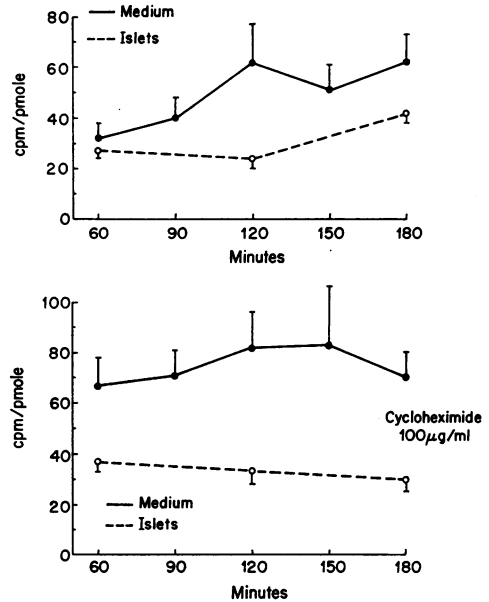 80
Medium
Islets
60
40
20
0
cpm/pmole
60 90 120 150 180
Minutes
100
80
60
40
20
0
cpm/pmole
Cycloheximide
100μg/ml
Medium
Islets
60 90 120 150 180
Minutes